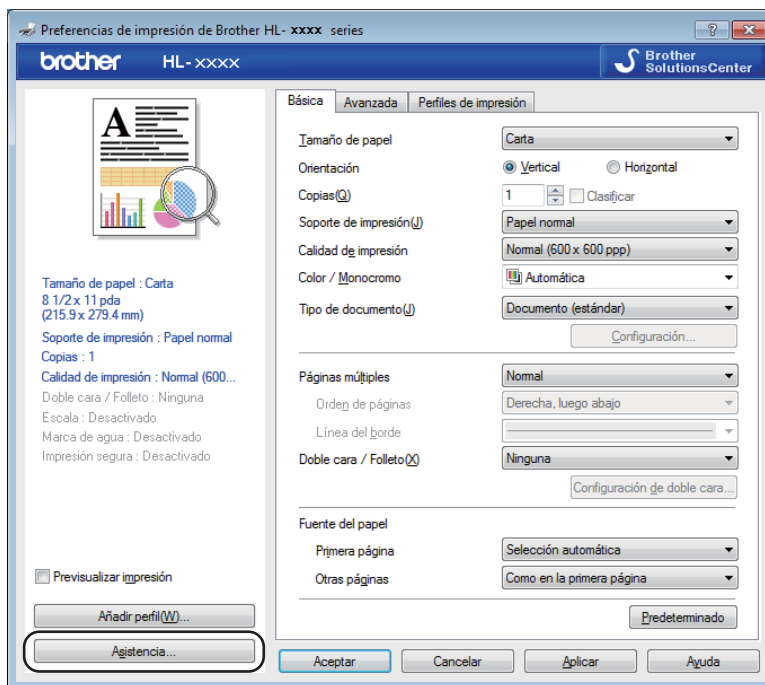 Preferencias de impresión de Brother HL- xxxx series
brother HL-xxxx
Brother
SolutionsCenter
A
Tamaño de papel : Carta
8 1/2 x 11 pda
(215.9 x 279.4 mm)
Soporte de impresión : Papel normal
Copias : 1
Calidad de impresión : Normal (600...
Doble cara / Folleto : Ninguna
Escala : Desactivado
Marca de agua : Desactivado
Impresión segura : Desactivado
Previsualizar impresión
Añadir perfil(W)...
Asistencia...
Básica Avanzada Perfiles de impresión
Tamaño de papel Carta
Orientación Vertical Horizontal
Copias(Q) 1 Clasificar
Soporte de impresión(J) Papel normal
Calidad de impresión Normal (600 x 600 ppp)
Color / Monocromo Automática
Tipo de documento(J) Documento (estándar)
Configuración...
Páginas múltiples Normal
Orden de páginas Derecha, luego abajo
Línea del borde
Doble cara / Folleto(X) Ninguna
Configuración de doble cara...
Fuente del papel
Primera página Selección automática
Otras páginas Como en la primera página
Predeterminado
Aceptar Cancelar Aplicar Ayuda